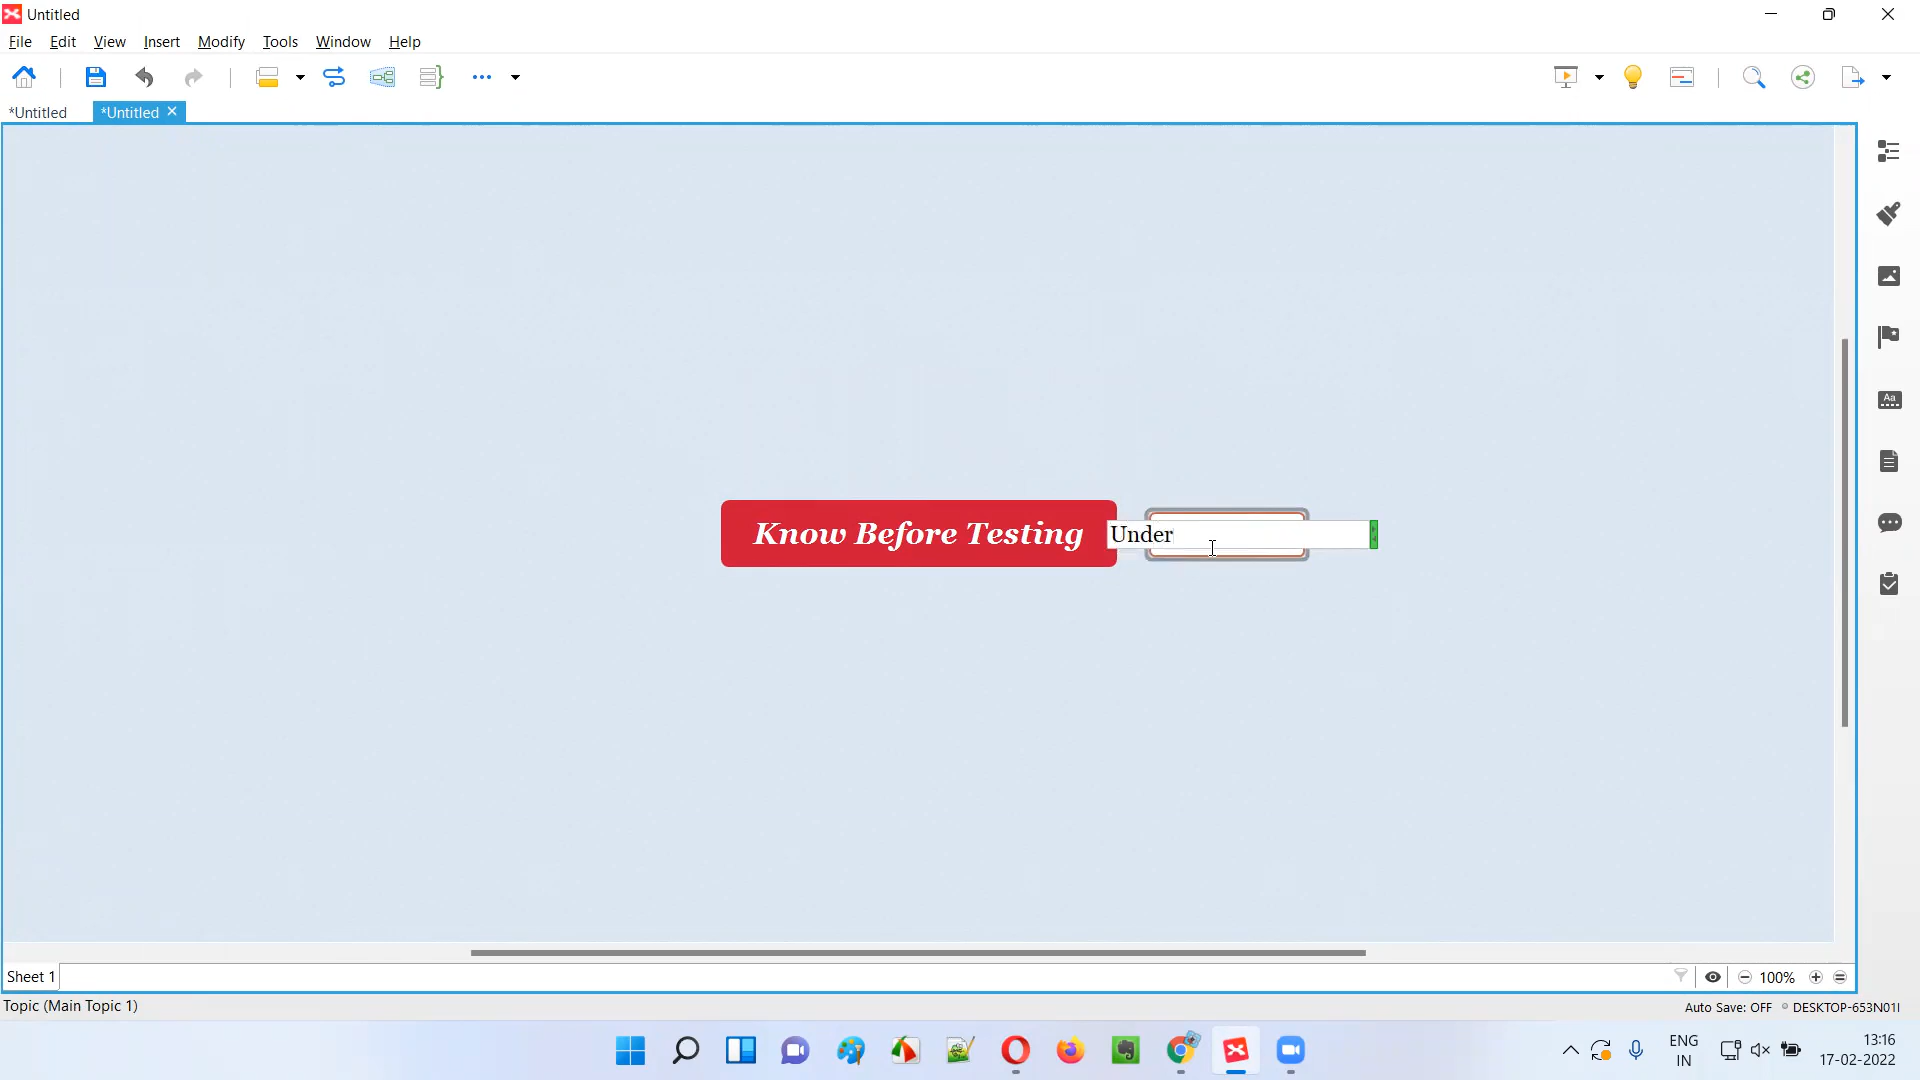 Untitled
File Edit View Insert Modify Tools Window Help
*Untitled *Untitled
Know Before Testing Under
Aa
Sheet 1 100%
Topic (Main Topic 1) Auto Save: OFF DESKTOP-653N01I
ENG 13:16
IN 17-02-2022